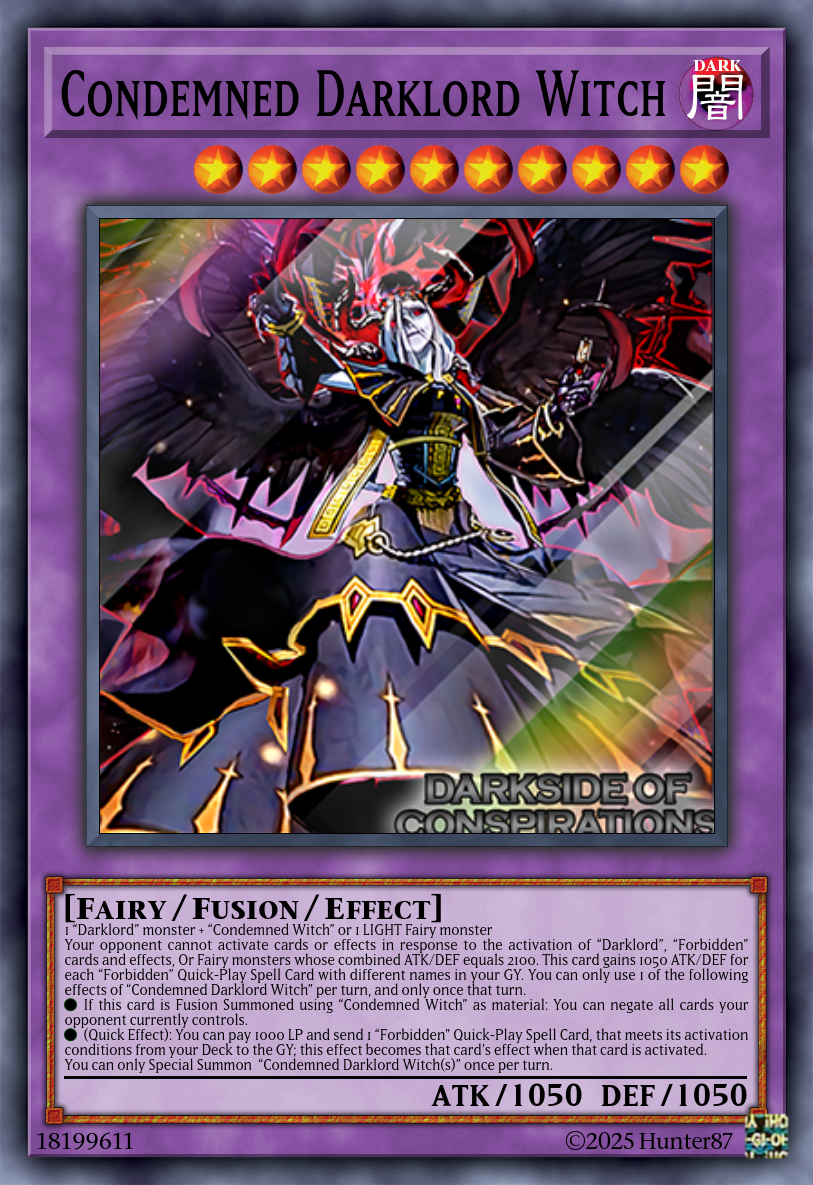 Condemned Darklord Witch
DARK
闇
DARKSIDE OF
CONSPIRATIONS
[Fairy / Fusion / Effect]
1 “Darklord” monster + “Condemned Witch” or 1 LIGHT Fairy monster
Your opponent cannot activate cards or effects in response to the activation of “Darklord”, “Forbidden”
cards and effects, Or Fairy monsters whose combined ATK/DEF equals 2100. This card gains 1050 ATK/DEF for
each “Forbidden” Quick-Play Spell Card with different names in your GY. You can only use 1 of the following
effects of “Condemned Darklord Witch” per turn, and only once that turn.
● If this card is Fusion Summoned using “Condemned Witch” as material: You can negate all cards your
opponent currently controls.
● (Quick Effect): You can pay 1000 LP and send 1 “Forbidden” Quick-Play Spell Card, that meets its activation
conditions from your Deck to the GY; this effect becomes that card's effect when that card is activated.
You can only Special Summon “Condemned Darklord Witch(s)” once per turn.
ATK/1050 DEF/1050
18199611
©2025 Hunter87